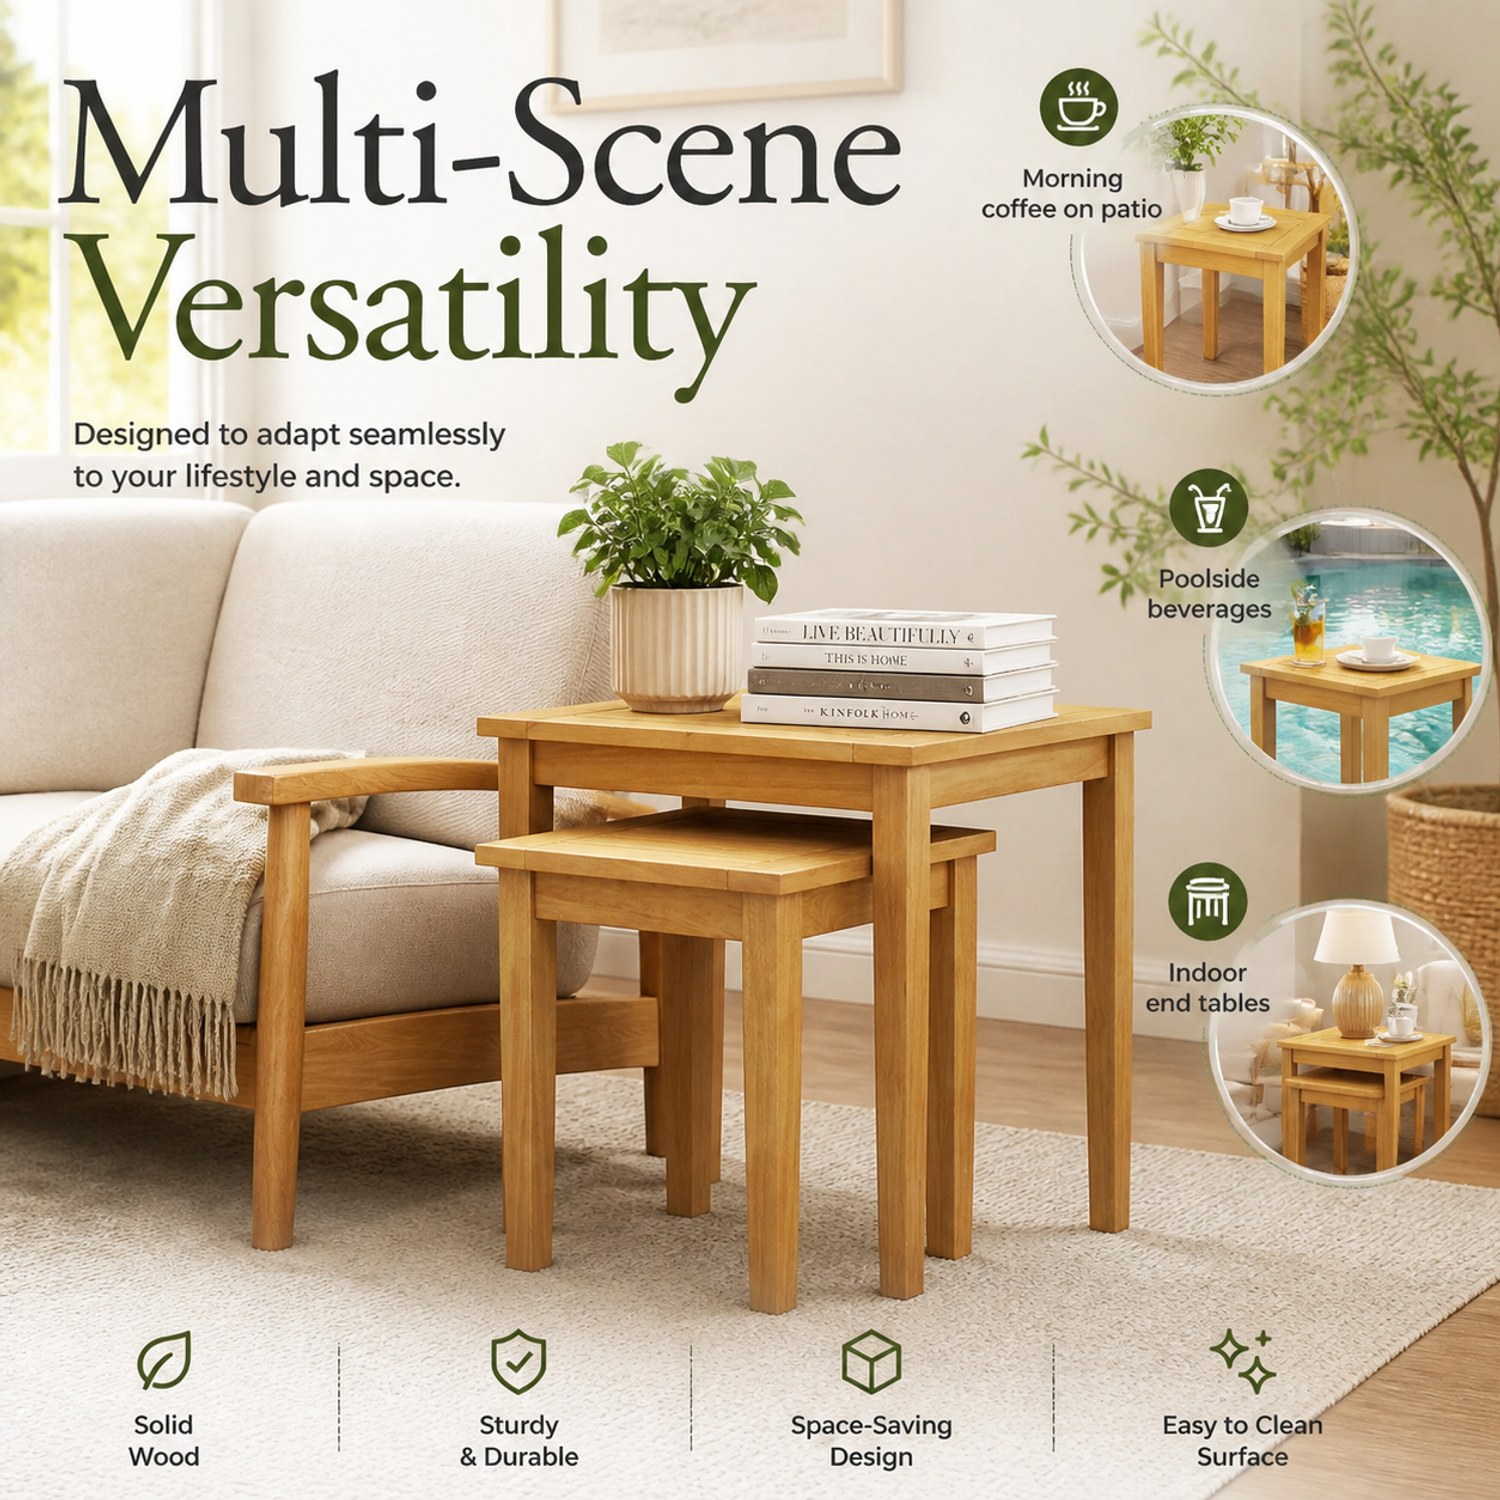 Multi-Scene
Versatility
Designed to adapt seamlessly
to your lifestyle and space.
Morning
coffee on patio
Poolside
beverages
Indoor
end tables
LIVE BEAUTIFULLY
THIS IS HOME
KINFOLK HOME
Solid
Wood
Sturdy
& Durable
Space-Saving
Design
Easy to Clean
Surface